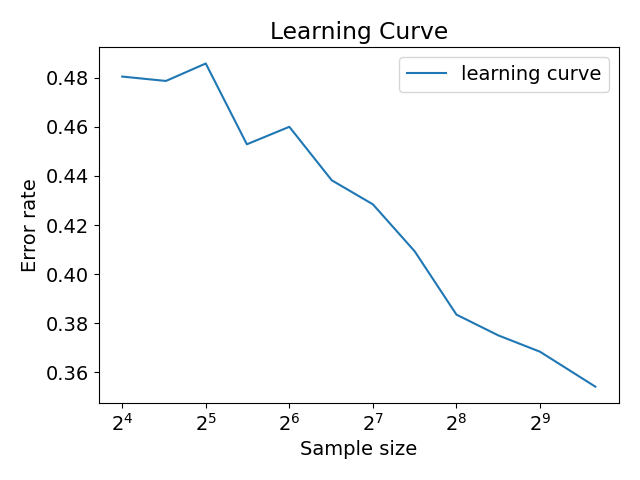 Learning Curve
learning curve
0.48
0.46
0.44
0.42
0.40
0.38
0.36
Error rate
2⁴ 2⁵ 2⁶ 2⁷ 2⁸ 2⁹
Sample size